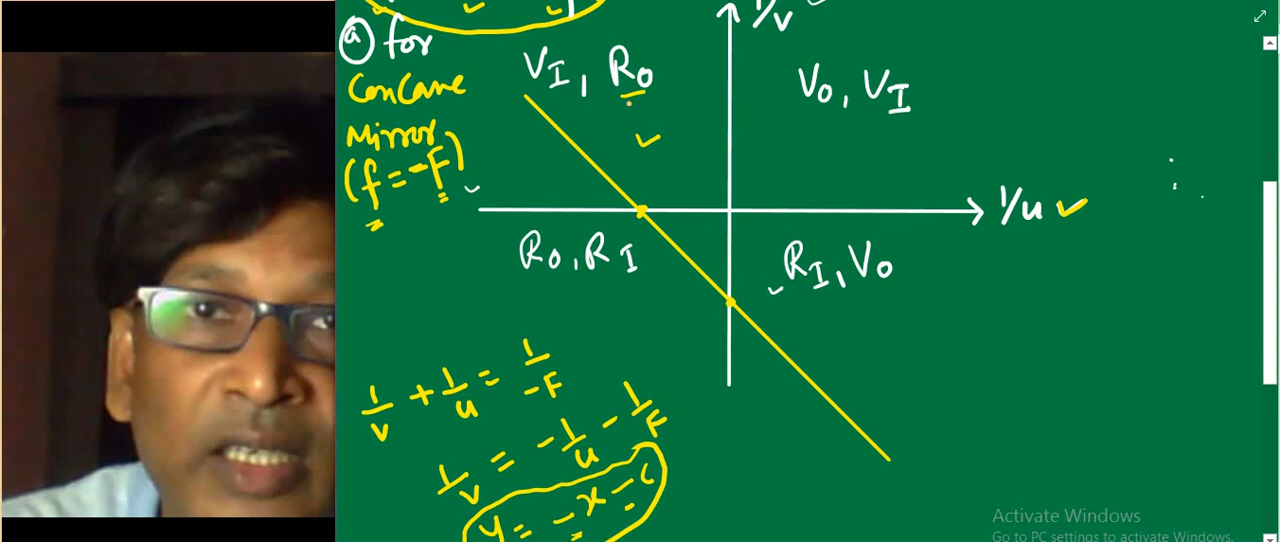 (a) for
Concave
Mirror
(f = -F)
1/v
V_I, R_O
V_O, V_I
1/u
R_O, R_I
R_I, V_O
1/v + 1/u = 1/-F
1/v = -1/u - 1/F
y = -x - c
Activate Windows
Go to PC settings to activate Windows.